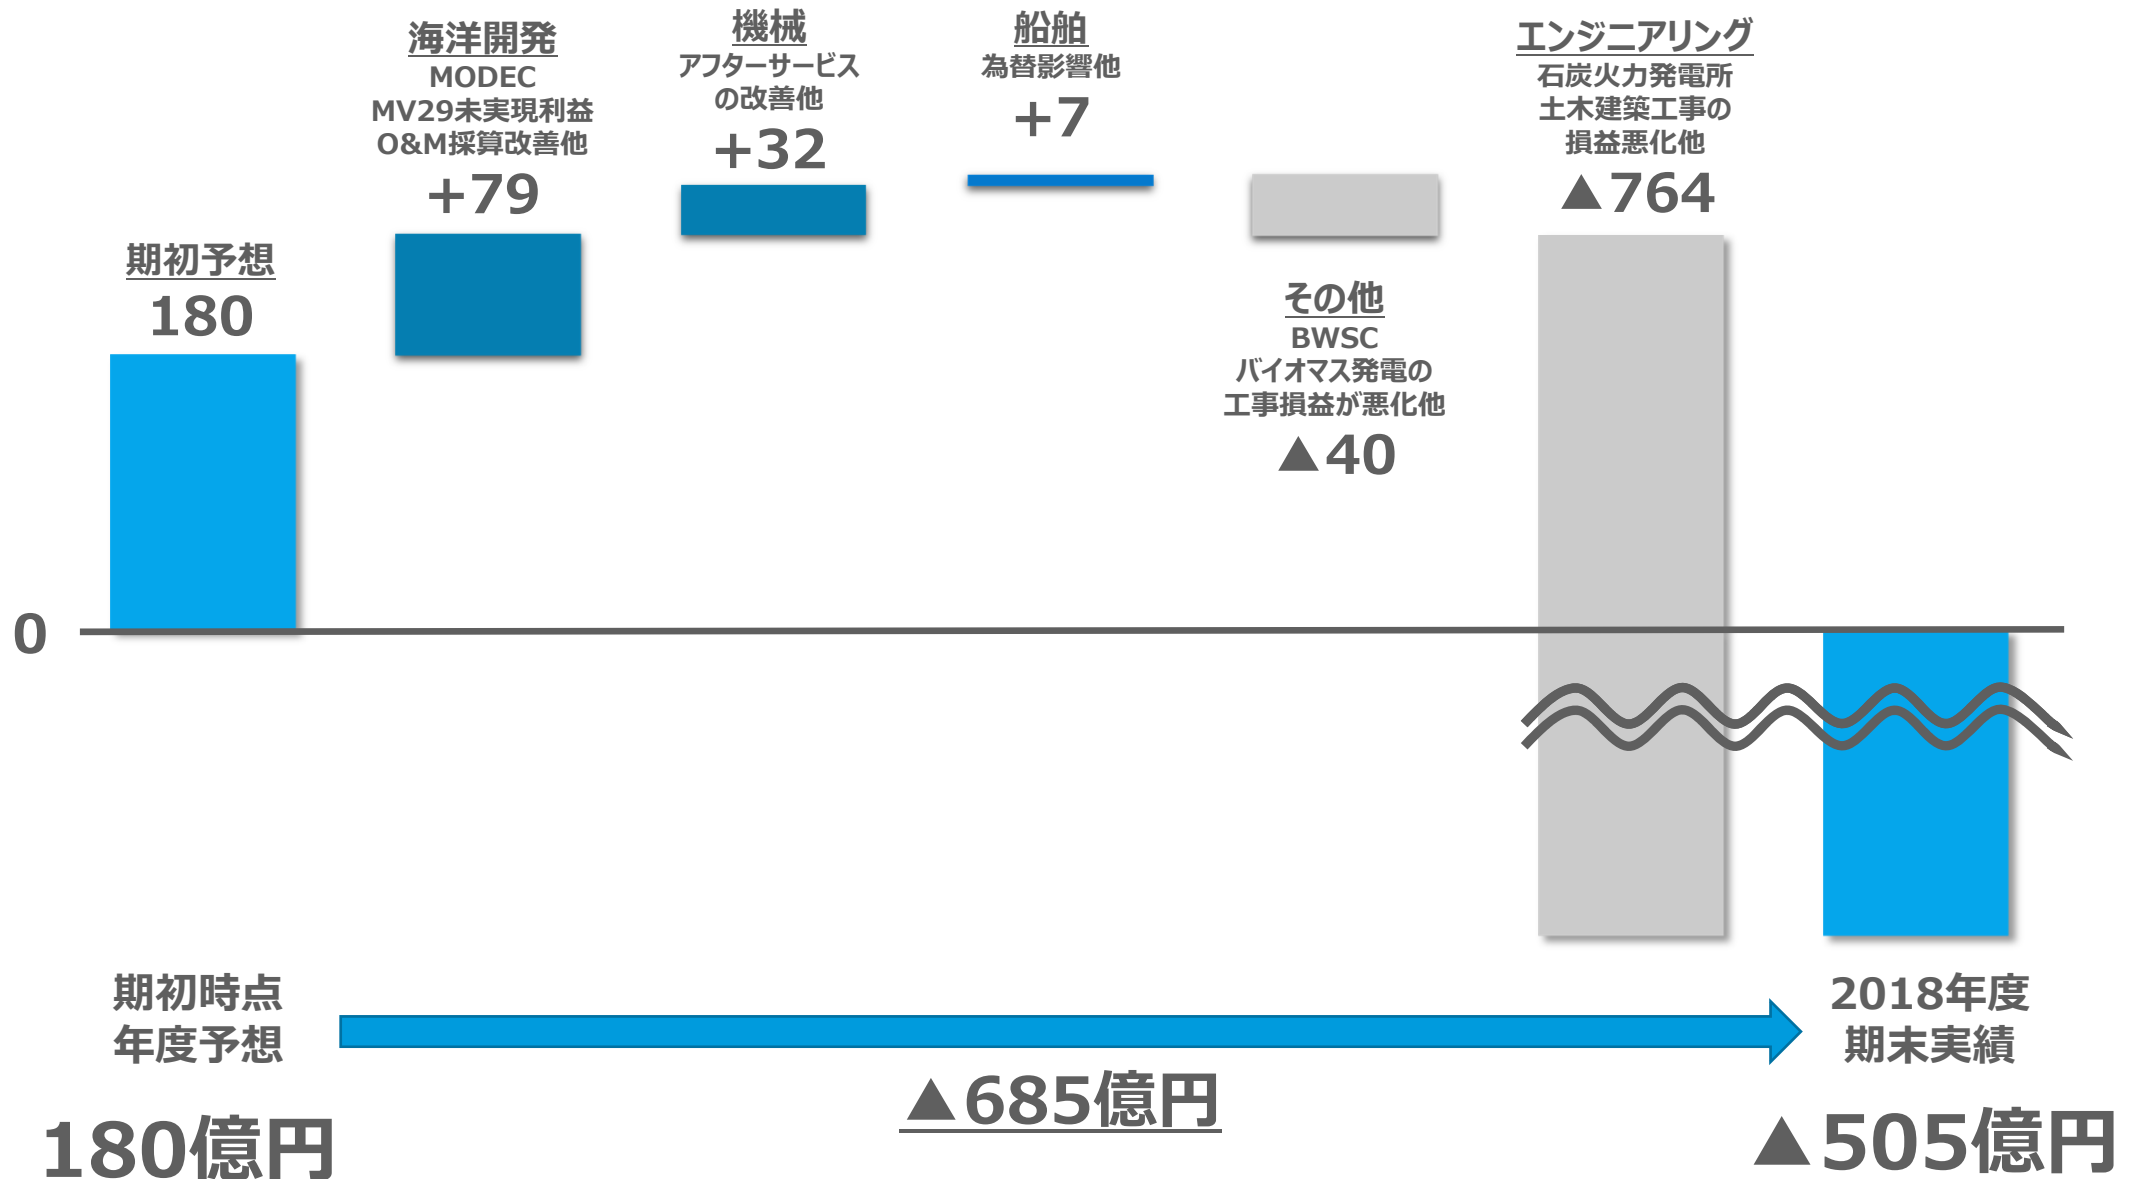 期初予想
180
海洋開発
MODEC
MV29未実現利益
O&M採算改善他
+79
機械
アフターサービス
の改善他
+32
船舶
為替影響他
+7
その他
BWSC
バイオマス発電の
工事損益が悪化他
▲40
エンジニアリング
石炭火力発電所
土木建築工事の
損益悪化他
▲764
0
期初時点
年度予想
180億円
▲685億円
2018年度
期末実績
▲505億円